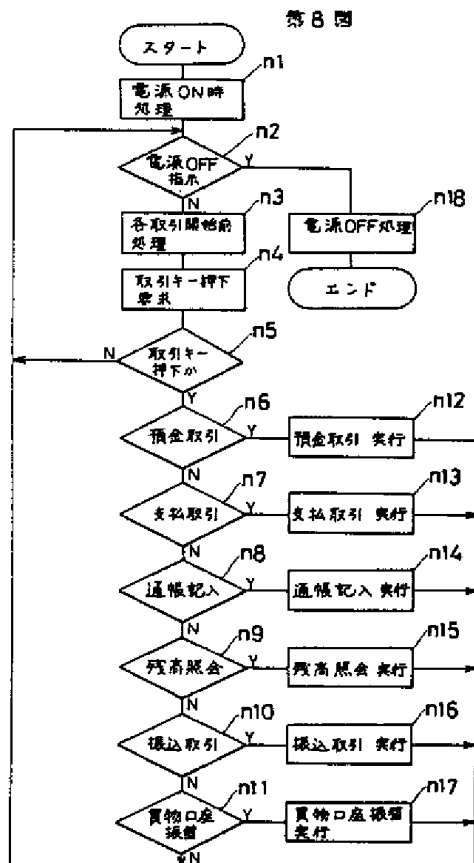 第8図
スタート
n1
電源ON時
処理
n2
電源OFF
指示
Y
N
n3
各取引開始前
処理
n18
電源OFF処理
n4
取引キー押下
要求
エンド
n5
取引キー
押下か
N
Y
n6
預金取引
Y
N
n12
預金取引 実行
n7
支払取引
Y
N
n13
支払取引 実行
n8
通帳記入
Y
N
n14
通帳記入 実行
n9
残高照会
Y
N
n15
残高照会 実行
n10
振込取引
Y
N
n16
振込取引 実行
n11
買物口座
振替
Y
N
n17
買物口座振替
実行